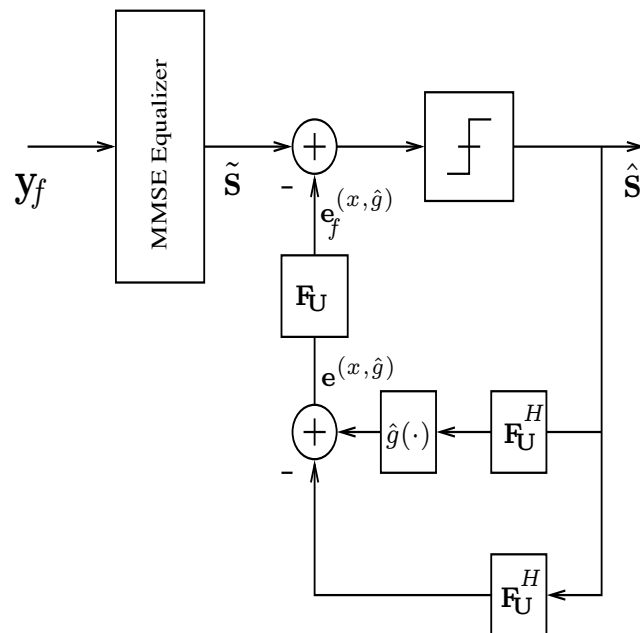 MMSE Equalizer
y_f
s̃
+
-
ŝ
e_f^{(x, ĝ)}
F_U
e^{(x, ĝ)}
+
ĝ(·)
F_U^H
-
F_U^H